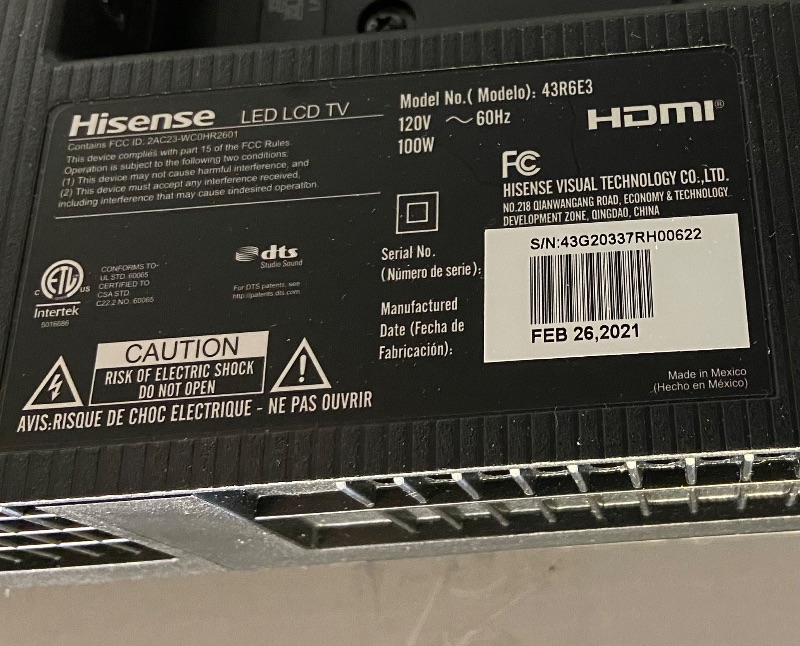 Hisense LED LCD TV
Contains FCC ID: 2AC23-WC0HR2601
This device complies with part 15 of the FCC Rules.
Operation is subject to the following two conditions:
(1) This device may not cause harmful interference, and
(2) This device must accept any interference received,
including interference that may cause undesired operation.
Model No.( Modelo): 43R6E3
120V ～ 60Hz
100W
HDMI®
FC
HISENSE VISUAL TECHNOLOGY CO.,LTD.
NO.218 QIANWANGANG ROAD, ECONOMY & TECHNOLOGY
DEVELOPMENT ZONE, QINGDAO, CHINA
c ETL us
Intertek
5016686
CONFORMS TO-
UL STD. 60065
CERTIFIED TO
CSA STD
C22.2 NO. 60065
dts
Studio Sound
For DTS patents, see
http://patents.dts.com
Serial No.
(Número de serie):
S/N:43G20337RH00622
Manufactured
Date (Fecha de
Fabricación):
FEB 26,2021
CAUTION
RISK OF ELECTRIC SHOCK
DO NOT OPEN
AVIS:RISQUE DE CHOC ELECTRIQUE - NE PAS OUVRIR
Made in Mexico
(Hecho en México)